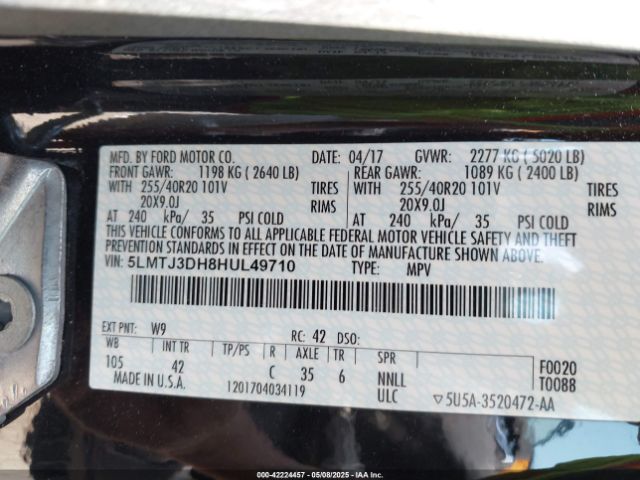 MFD. BY FORD MOTOR CO. DATE: 04/17 GVWR: 2277 KG ( 5020 LB)
FRONT GAWR: 1198 KG ( 2640 LB) REAR GAWR: 1089 KG ( 2400 LB)
WITH 255/40R20 101V TIRES WITH 255/40R20 101V TIRES
20X9.0J RIMS 20X9.0J RIMS
AT 240 kPa/ 35 PSI COLD AT 240 kPa/ 35 PSI COLD
THIS VEHICLE CONFORMS TO ALL APPLICABLE FEDERAL MOTOR VEHICLE SAFETY AND THEFT
PREVENTION STANDARDS IN EFFECT ON THE DATE OF MANUFACTURE SHOWN ABOVE.
VIN: 5LMTJ3DH8HUL49710 TYPE: MPV
EXT PNT: W9 RC: 42 DSO:
WB INT TR TP/PS R AXLE TR SPR
105 42 C 35 6 NNLL F0020
MADE IN U.S.A. 1201704034119 ULC T0088
▽5U5A-3520472-AA
000-42224457 05/08/2025 IAA Inc.